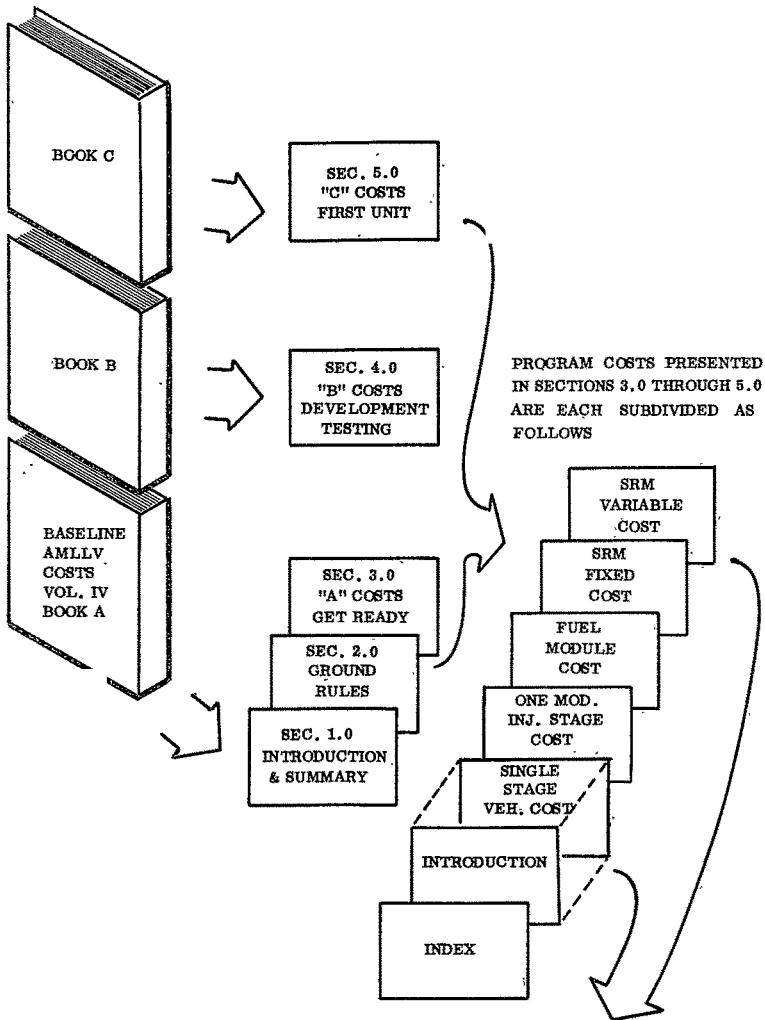 BOOK C
SEC. 5.0
"C" COSTS
FIRST UNIT
BOOK B
SEC. 4.0
"B" COSTS
DEVELOPMENT
TESTING
PROGRAM COSTS PRESENTED
IN SECTIONS 3.0 THROUGH 5.0
ARE EACH SUBDIVIDED AS
FOLLOWS
BASELINE
AMLLV
COSTS
VOL. IV
BOOK A
SEC. 3.0
"A" COSTS
GET READY
SEC. 2.0
GROUND
RULES
SEC. 1.0
INTRODUCTION
& SUMMARY
SRM
VARIABLE
COST
SRM
FIXED
COST
FUEL
MODULE
COST
ONE MOD.
INJ. STAGE
COST
SINGLE
STAGE
VEH. COST
INTRODUCTION
INDEX